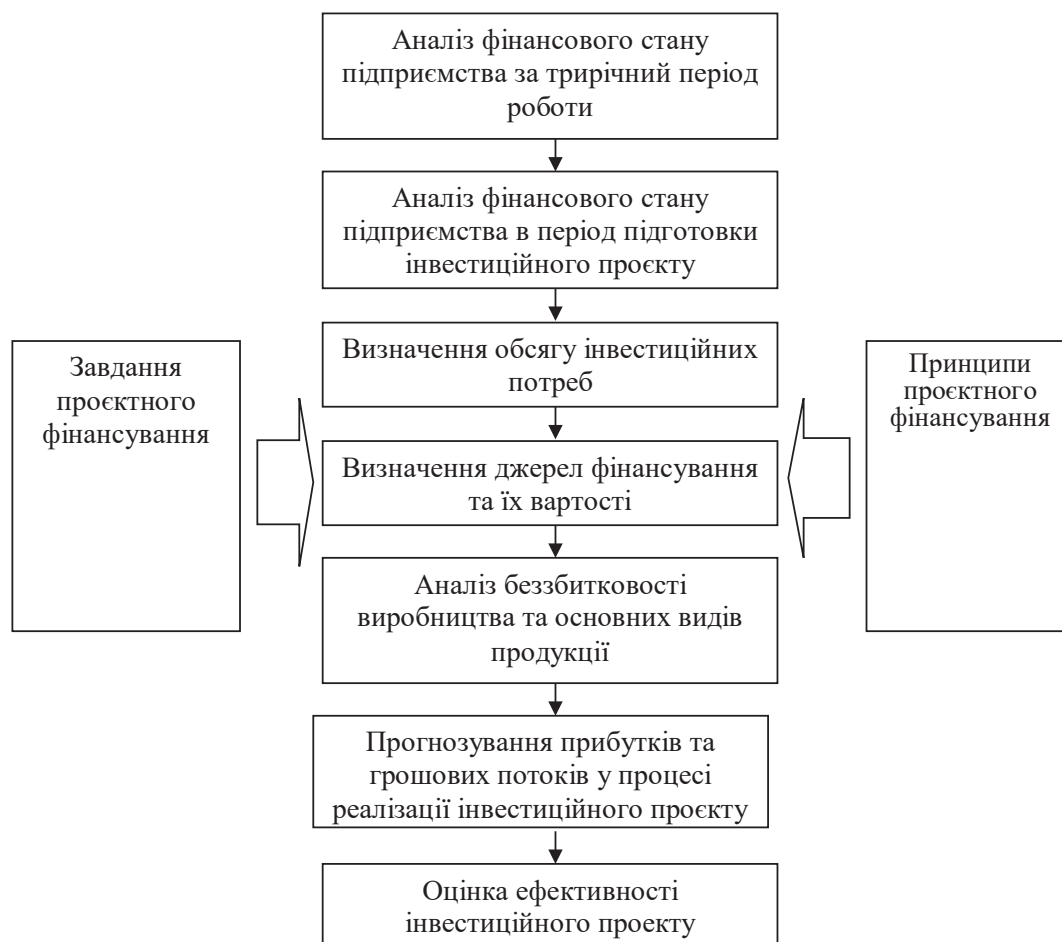 Аналіз фінансового стану
підприємства за трирічний період
роботи
Аналіз фінансового стану
підприємства в період підготовки
інвестиційного проєкту
Визначення обсягу інвестиційних
потреб
Завдання
проєктного
фінансування
Принципи
проєктного
фінансування
Визначення джерел фінансування
та їх вартості
Аналіз беззбитковості
виробництва та основних видів
продукції
Прогнозування прибутків та
грошових потоків у процесі
реалізації інвестиційного проєкту
Оцінка ефективності
інвестиційного проекту